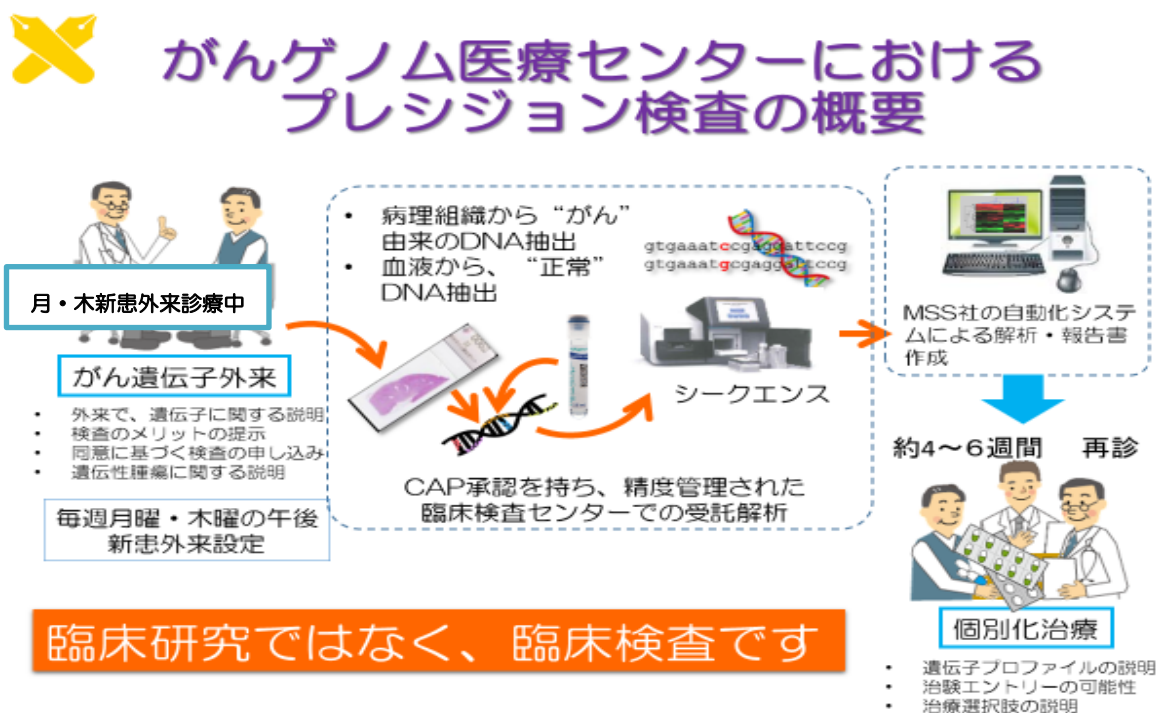 がんゲノム医療センターにおける
プレシジョン検査の概要
月・木新患外来診療中
がん遺伝子外来
• 外来で、遺伝子に関する説明
• 検査のメリットの提示
• 同意に基づく検査の申し込み
• 遺伝性腫瘍に関する説明
毎週月曜・木曜の午後
新患外来設定
• 病理組織から“がん”
由来のDNA抽出
• 血液から、“正常”
DNA抽出
gtgaaatccgaggattccg
gtgaaatgcgaggattccg
シークエンス
CAP承認を持ち、精度管理された
臨床検査センターでの受託解析
MSS社の自動化システ
ムによる解析・報告書
作成
約4～6週間 再診
個別化治療
• 遺伝子プロファイルの説明
• 治験エントリーの可能性
• 治療選択肢の説明
臨床研究ではなく、臨床検査です